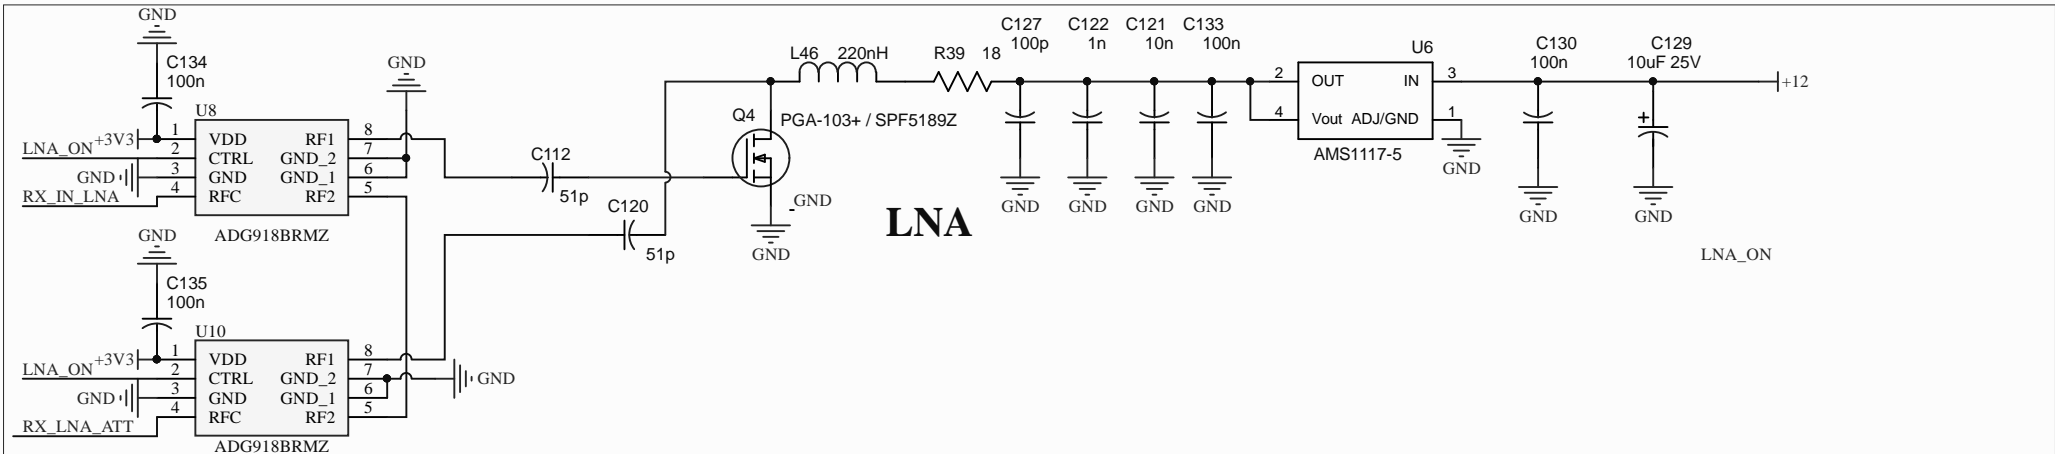 GND
C134
100n
U8
+3V3
1 VDD RF1 8
LNA_ON
2 CTRL GND_2 7
GND
3 GND GND_1 6
RX_IN_LNA
4 RFC RF2 5
ADG918BRMZ
GND
GND
C135
100n
U10
+3V3
1 VDD RF1 8
LNA_ON
2 CTRL GND_2 7
GND
GND
3 GND GND_1 6
RX_LNA_ATT
4 RFC RF2 5
ADG918BRMZ
C112
51p
C120
51p
L46 220nH
R39 18
Q4
PGA-103+ / SPF5189Z
GND
GND
LNA
C127
100p
C122
1n
C121
10n
C133
100n
GND
GND
GND
GND
U6
2 OUT IN 3
4 Vout ADJ/GND 1
AMS1117-5
GND
C130
100n
GND
C129
10uF 25V
+
GND
+12
LNA_ON